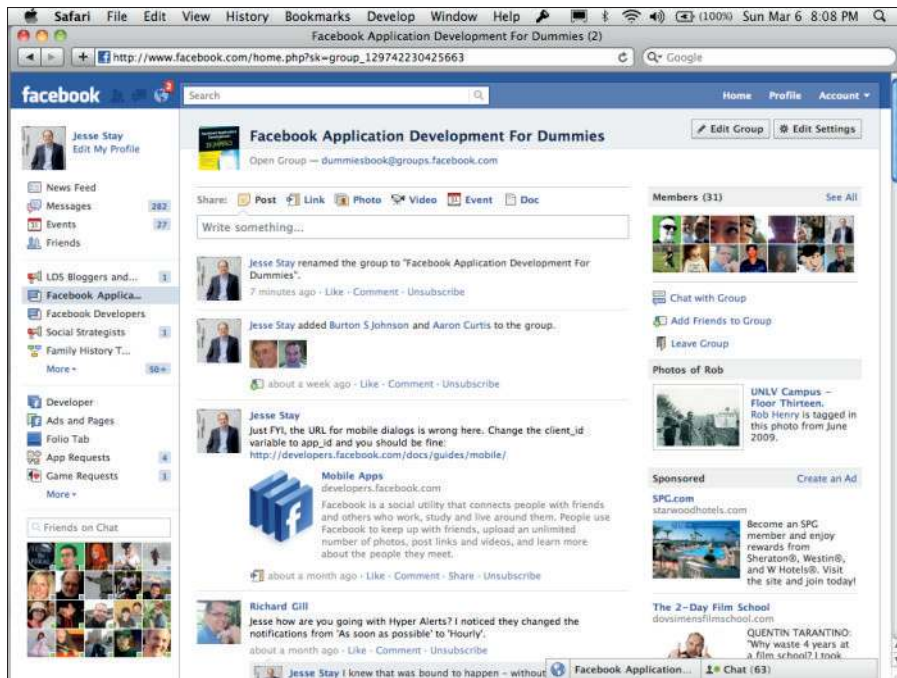 Safari File Edit View History Bookmarks Develop Window Help (100%) Sun Mar 6 8:08 PM
Facebook Application Development For Dummies (2)
http://www.facebook.com/home.php?sk=group_129742230425663
Google
facebook
2
Search
Home Profile Account
Jesse Stay
Edit My Profile
News Feed
Messages 282
Events 27
Friends
LDS Bloggers and... 1
Facebook Applica...
Facebook Developers
Social Strategists 1
Family History T...
More 50+
Developer
Ads and Pages
Folio Tab
App Requests 4
Game Requests 1
More
Friends on Chat
Facebook Application Development For Dummies
Open Group — dummiesbook@groups.facebook.com
Edit Group
Edit Settings
Share: Post Link Photo Video Event Doc
Write something...
Jesse Stay renamed the group to "Facebook Application Development For
Dummies".
7 minutes ago · Like · Comment · Unsubscribe
Jesse Stay added Burton S Johnson and Aaron Curtis to the group.
about a week ago · Like · Comment · Unsubscribe
Jesse Stay
Just FYI, the URL for mobile dialogs is wrong here. Change the client_id
variable to app_id and you should be fine:
http://developers.facebook.com/docs/guides/mobile/
Mobile Apps
developers.facebook.com
Facebook is a social utility that connects people with friends
and others who work, study and live around them. People use
Facebook to keep up with friends, upload an unlimited
number of photos, post links and videos, and learn more
about the people they meet.
about a month ago · Like · Comment · Share · Unsubscribe
Richard Gill
Jesse how are you going with Hyper Alerts? I noticed they changed the
notifications from 'As soon as possible' to 'Hourly'.
about a month ago · Like · Comment · Unsubscribe
Jesse Stay I knew that was bound to happen – without
Members (31) See All
Chat with Group
Add Friends to Group
Leave Group
Photos of Rob
UNLV Campus –
Floor Thirteen.
Rob Henry is tagged in
this photo from June
2009.
Sponsored Create an Ad
SPG.com
starwoodhotels.com
Become an SPG
member and enjoy
rewards from
Sheraton®, Westin®,
and W Hotels®. Visit
the site and join today!
The 2-Day Film School
dovsimensfilmschool.com
QUENTIN TARANTINO:
"Why waste 4 years at
a film school? I took
Facebook Application...
Chat (63)